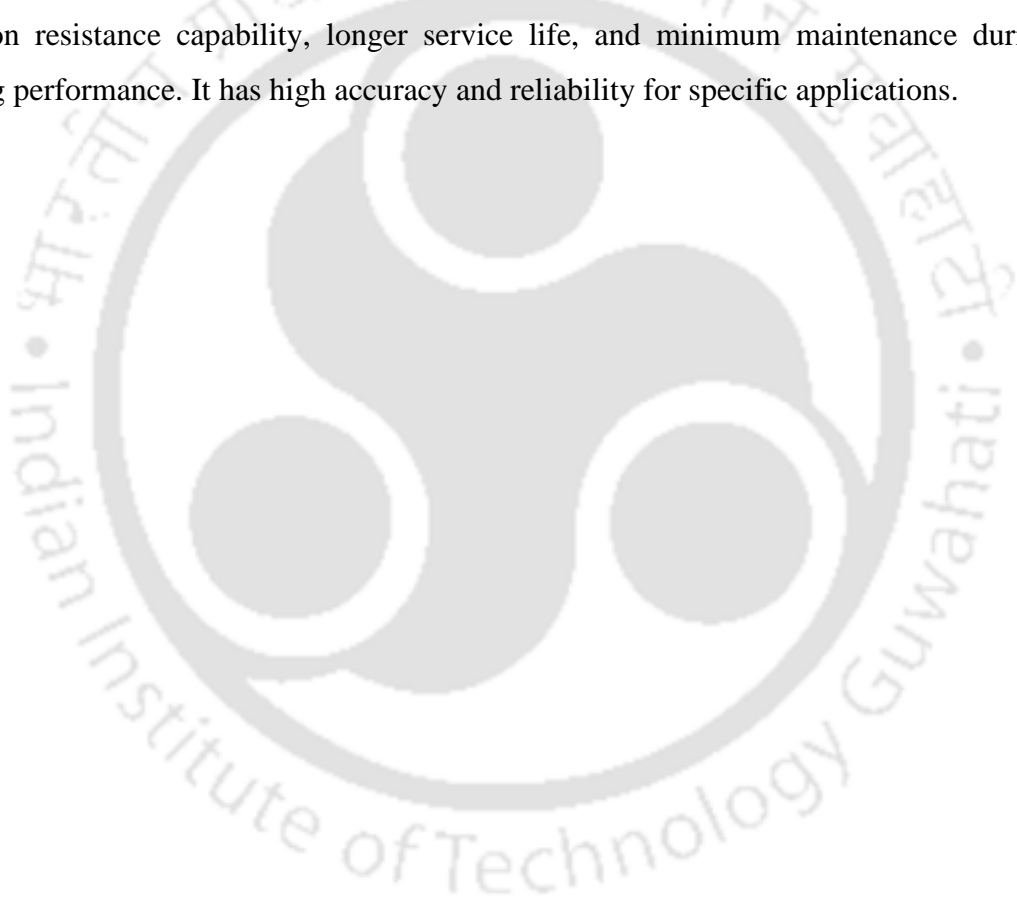 on resistance capability, longer service life, and minimum maintenance dur
g performance. It has high accuracy and reliability for specific applications.
Indian Institute of Technology Guwahati